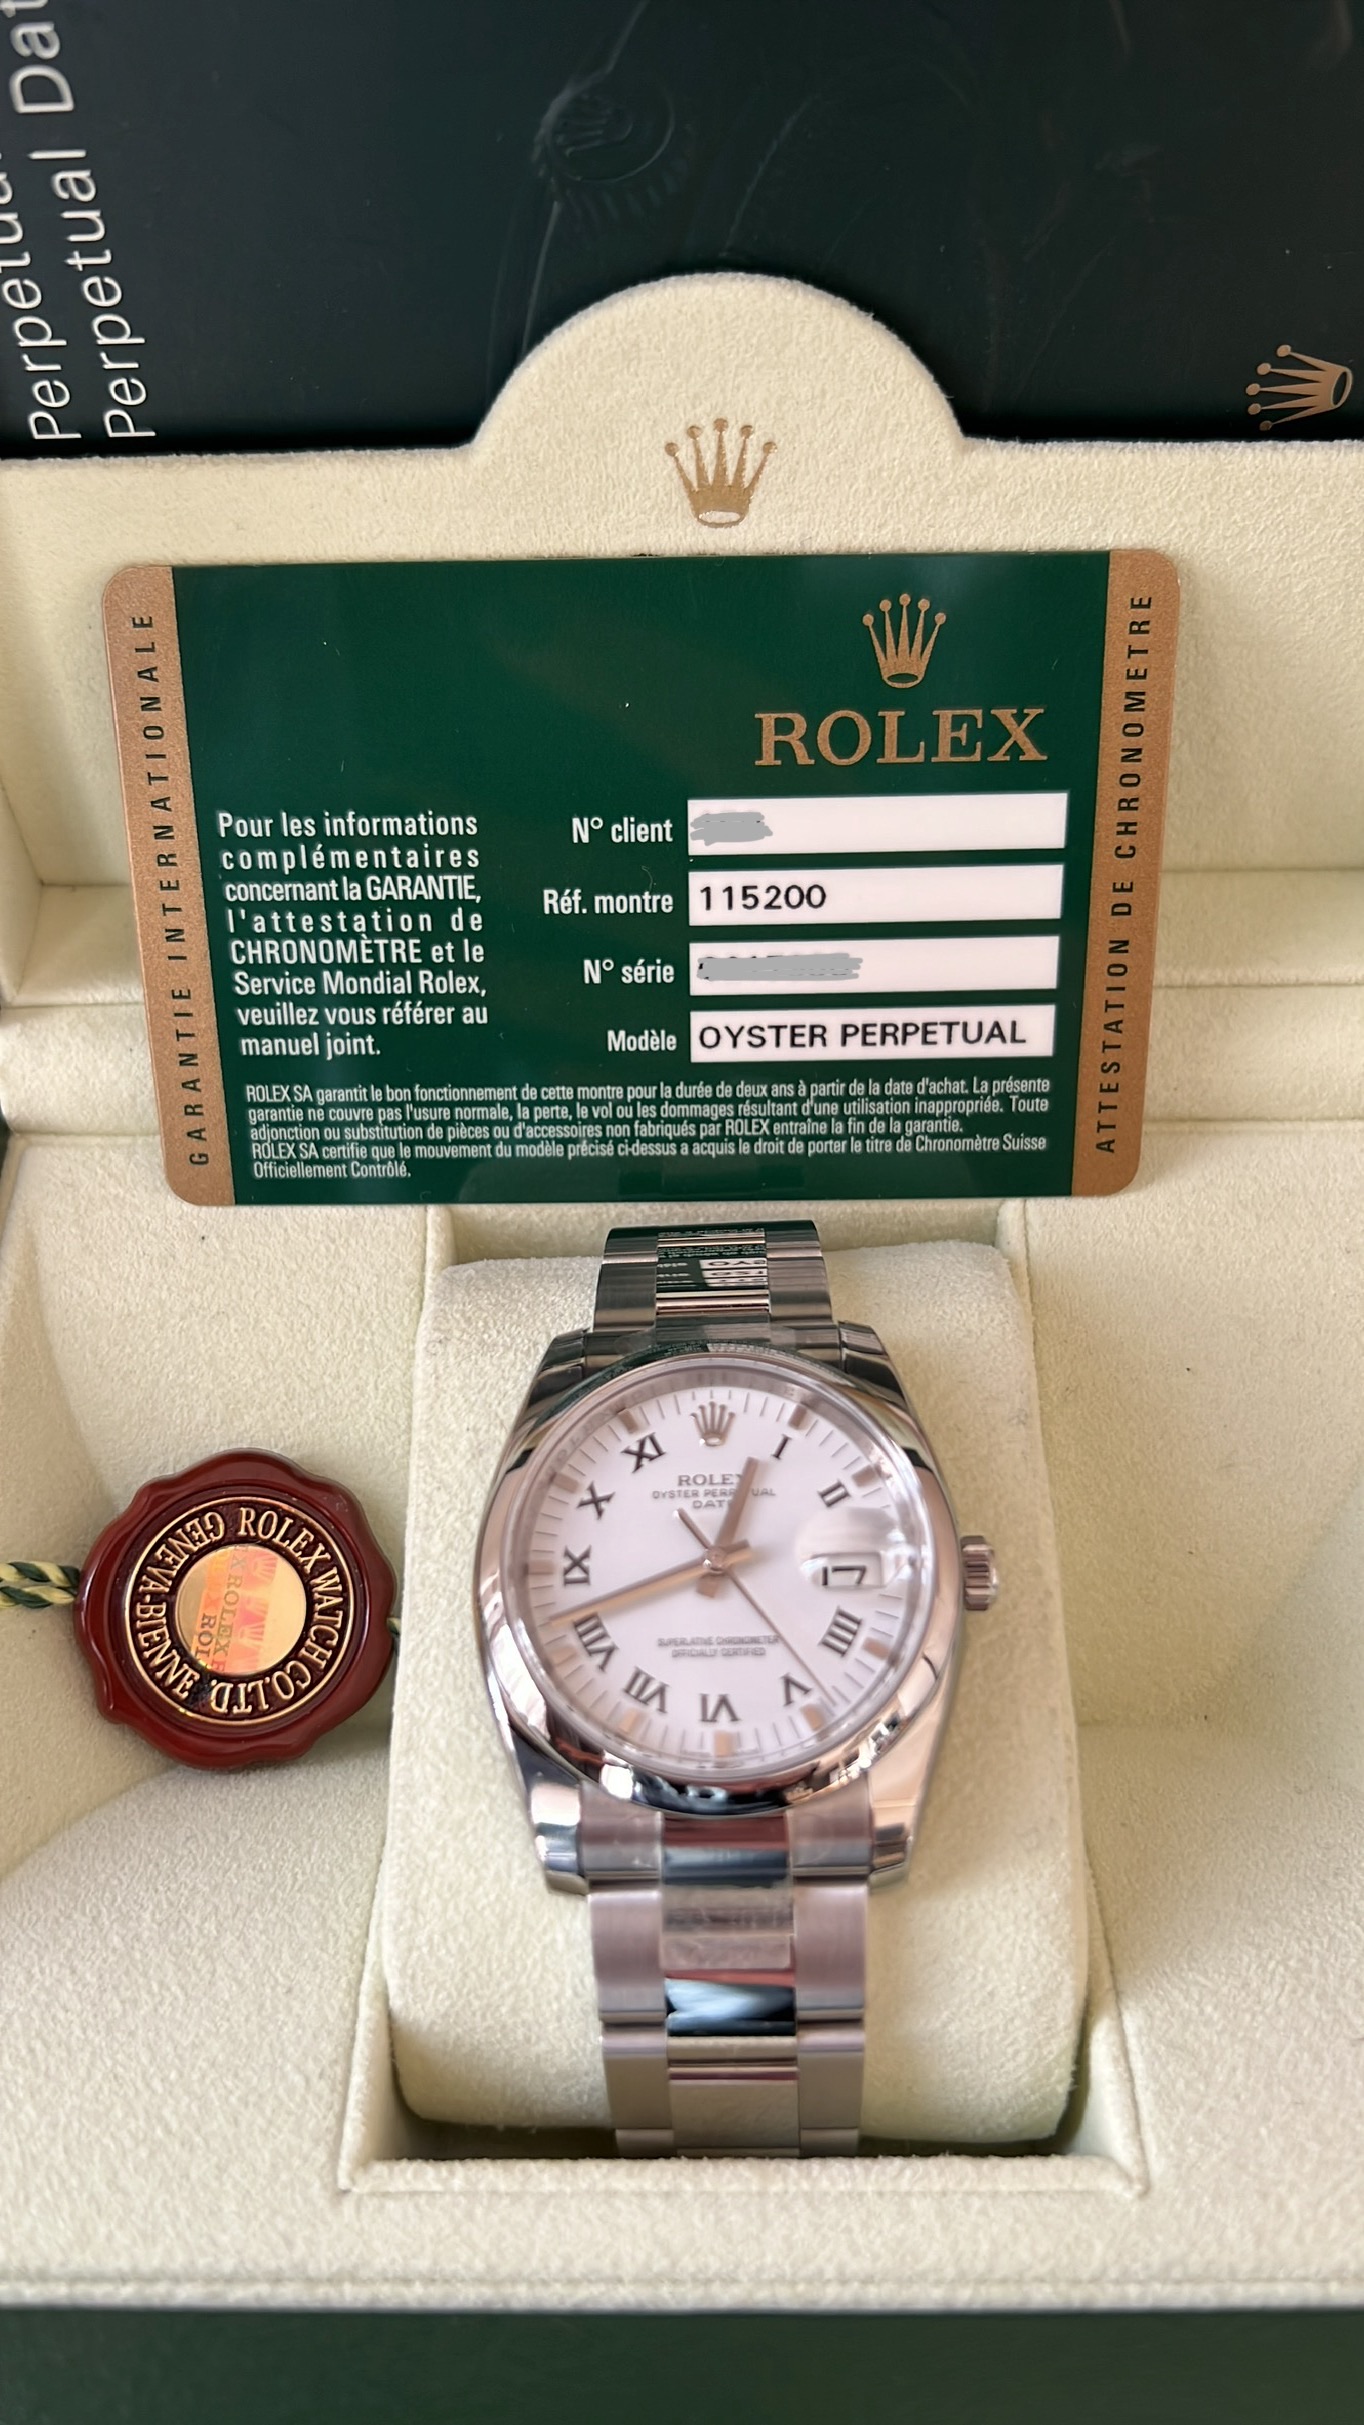 Perpetual
Perpetual Dat
GARANTIE INTERNATIONALE
ROLEX
Pour les informations
complémentaires
concernant la GARANTIE,
l'attestation de
CHRONOMÈTRE et le
Service Mondial Rolex,
veuillez vous référer au
manuel joint.
N° client
Réf. montre 115200
N° série
Modèle OYSTER PERPETUAL
ROLEX SA garantit le bon fonctionnement de cette montre pour la durée de deux ans à partir de la date d'achat. La présente
garantie ne couvre pas l'usure normale, la perte, le vol ou les dommages résultant d'une utilisation inappropriée. Toute
adjonction ou substitution de pièces ou d'accessoires non fabriqués par ROLEX entraîne la fin de la garantie.
ROLEX SA certifie que le mouvement du modèle précisé ci-dessus a acquis le droit de porter le titre de Chronomètre Suisse
Officiellement Contrôlé.
ATTESTATION DE CHRONOMETRE
ROLEX WATCH CO. LTD.
GENEVA-BIENNE
ROLEX
OYSTER PERPETUAL
DATE
I
II
17
IIII
V
VI
VII
VIII
IX
X
XI
SUPERLATIVE CHRONOMETER
OFFICIALLY CERTIFIED